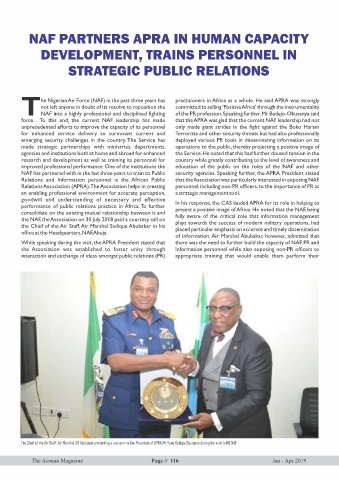 NAF PARTNERS APRA IN HUMAN CAPACITY
DEVELOPMENT, TRAINS PERSONNEL IN
STRATEGIC PUBLIC RELATIONS
The Nigerian Air Force (NAF) in the past three years has
not left anyone in doubt of its resolve to reposition the
NAF into a highly professional and disciplined fighting
force. To this end, the current NAF leadership has made
unprecedented efforts to improve the capacity of its personnel
for enhanced service delivery to surmount current and
emerging security challenges in the country. The Service has
made strategic partnerships with ministries, departments,
agencies and institutions both at home and abroad for enhanced
research and development as well as training its personnel for
improved professional performance. One of the institutions the
NAF has partnered with in the last three years to train its Public
Relations and Information personnel is the African Public
Relations Association (APRA). The Association helps in creating
an enabling professional environment for accurate perception,
goodwill and understanding of necessary and effective
performance of public relations practice in Africa. To further
consolidate on the existing mutual relationship between it and
the NAF, the Association on 30 July 2018 paid a courtesy call on
the Chief of the Air Staff, Air Marshal Sadique Abubakar in his
office at the Headquarters, NAF, Abuja.
While speaking during the visit, the APRA President stated that
the Association was established to foster unity through
interaction and exchange of ideas amongst public relations (PR)
practitioners in Africa as a whole. He said APRA was strongly
committed to selling 'Positive Africa' through the instrumentality
of the PR profession. Speaking further, Mr Badejo-Okusanya said
that the APRA was glad that the current NAF leadership had not
only made giant strides in the fight against the Boko Haram
Terrorists and other security threats but had also professionally
deployed various PR tools in disseminating information on its
operations to the public, thereby projecting a positive image of
the Service. He noted that this had further doused tension in the
country while greatly contributing to the level of awareness and
education of the public on the roles of the NAF and other
security agencies. Speaking further, the APRA President stated
that the Association was particularly interested in exposing NAF
personnel, including non-PR officers, to the importance of PR as
a strategic management tool.
In his response, the CAS lauded APRA for its role in helping to
project a positive image of Africa. He noted that the NAF, being
fully aware of the critical role that information management
plays towards the success of modern military operations, had
placed particular emphasis on accurate and timely dissemination
of information. Air Marshal Abubakar, however, admitted that
there was the need to further build the capacity of NAF PR and
Information personnel while also exposing non-PR officers to
appropriate training that would enable them perform their
The Chief of the Air Staff, Air Marshal SB Abubakar presenting a souvenir to the President of APRA Mr Yomi Badejo-Okusanya during the visit to HQ NAF
The Airman Magazine
Page // 116
Jan - Apr 2019